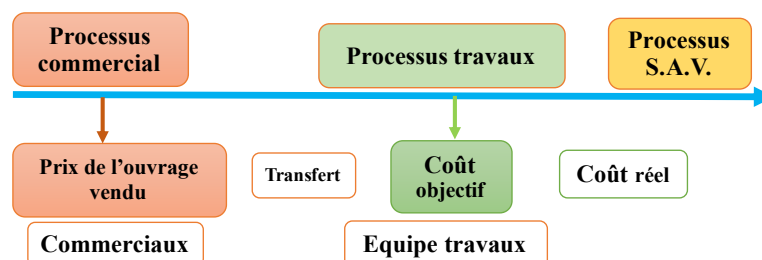 Processus
commercial
Processus travaux
Processus
S.A.V.
Prix de l’ouvrage
vendu
Transfert
Coût
objectif
Coût réel
Commerciaux
Equipe travaux